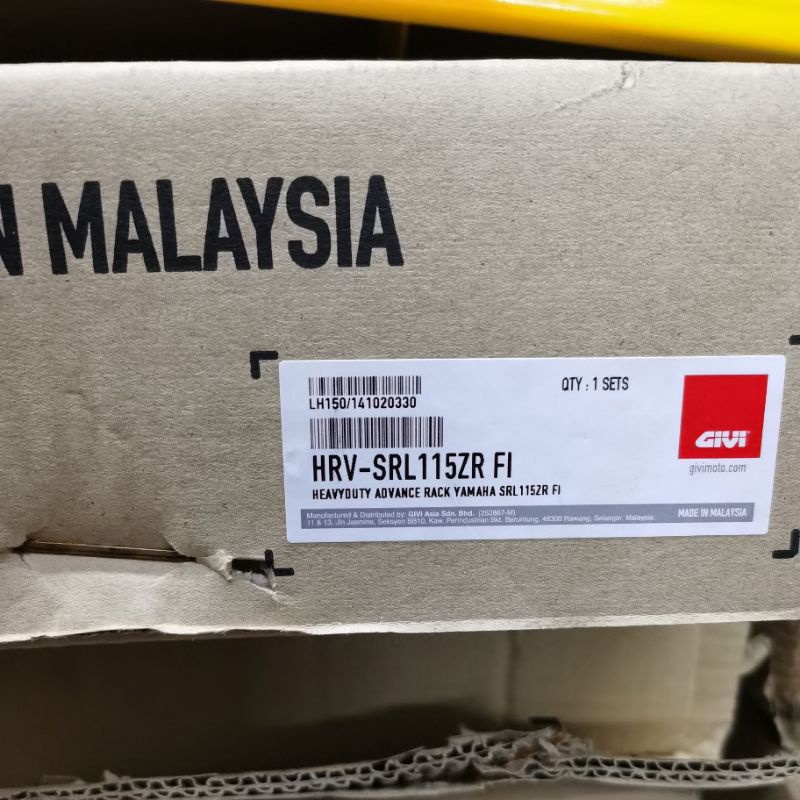 N MALAYSIA
QTY : 1 SETS
LH150/141020330
GIVI
HRV-SRL115ZR FI
givimoto.com
HEAVYDUTY ADVANCE RACK YAMAHA SRL115ZR FI
Manufactured & Distributed by: GIVI Asia Sdn. Bhd. (253867-M)
MADE IN MALAYSIA
11 & 13, Jln Jasmine, Seksyen BB10, Kaw. Perindustrian Bkt. Beruntung, 48300 Rawang, Selangor, Malaysia.